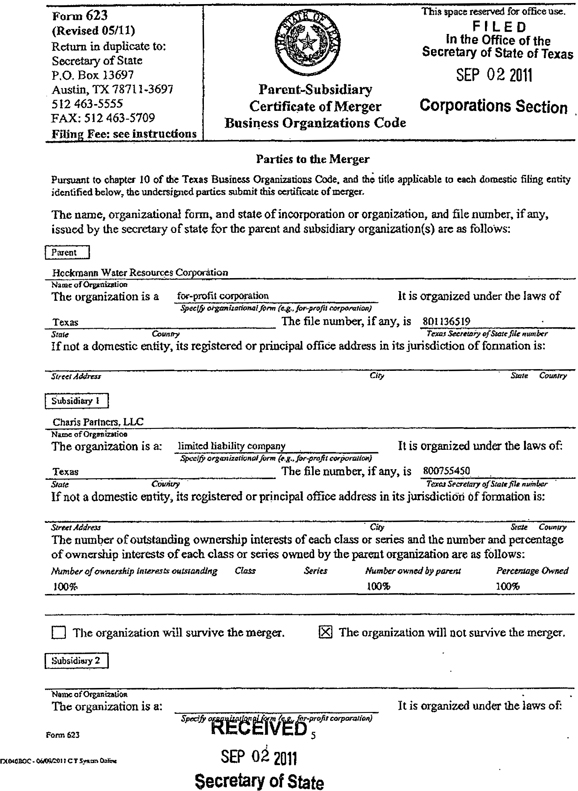 Form 623
(Revised 05/11)
Return in duplicate to:
Secretary of State
P.O. Box 13697
Austin, TX 78711-3697
512 463-5555
FAX: 512 463-5709
Filing Fee: see instructions
THE STATE OF TEXAS
Parent-Subsidiary
Certificate of Merger
Business Organizations Code
This space reserved for office use.
FILED
In the Office of the
Secretary of State of Texas
SEP 02 2011
Corporations Section
Parties to the Merger
Pursuant to chapter 10 of the Texas Business Organizations Code, and the title applicable to each domestic filing entity
identified below, the undersigned parties submit this certificate of merger.
The name, organizational form, and state of incorporation or organization, and file number, if any,
issued by the secretary of state for the parent and subsidiary organization(s) are as follows:
Parent
Heckmann Water Resources Corporation
Name of Organization
The organization is a for-profit corporation It is organized under the laws of
Specify organizational form (e.g., for-profit corporation)
Texas The file number, if any, is 801136519
State Country Texas Secretary of State file number
If not a domestic entity, its registered or principal office address in its jurisdiction of formation is:
Street Address City State Country
Subsidiary 1
Charis Partners, LLC
Name of Organization
The organization is a: limited liability company It is organized under the laws of:
Specify organizational form (e.g., for-profit corporation)
Texas The file number, if any, is 800755450
State Country Texas Secretary of State file number
If not a domestic entity, its registered or principal office address in its jurisdiction of formation is:
Street Address City State Country
The number of outstanding ownership interests of each class or series and the number and percentage
of ownership interests of each class or series owned by the parent organization are as follows:
Number of ownership interests outstanding Class Series Number owned by parent Percentage Owned
100% 100% 100%
The organization will survive the merger. ☒ The organization will not survive the merger.
Subsidiary 2
Name of Organization
The organization is a: It is organized under the laws of:
Specify organizational form (e.g., for-profit corporation)
Form 623 RECEIVED 5
TX040BOC - 06/09/2011 C T System Online
SEP 02 2011
Secretary of State